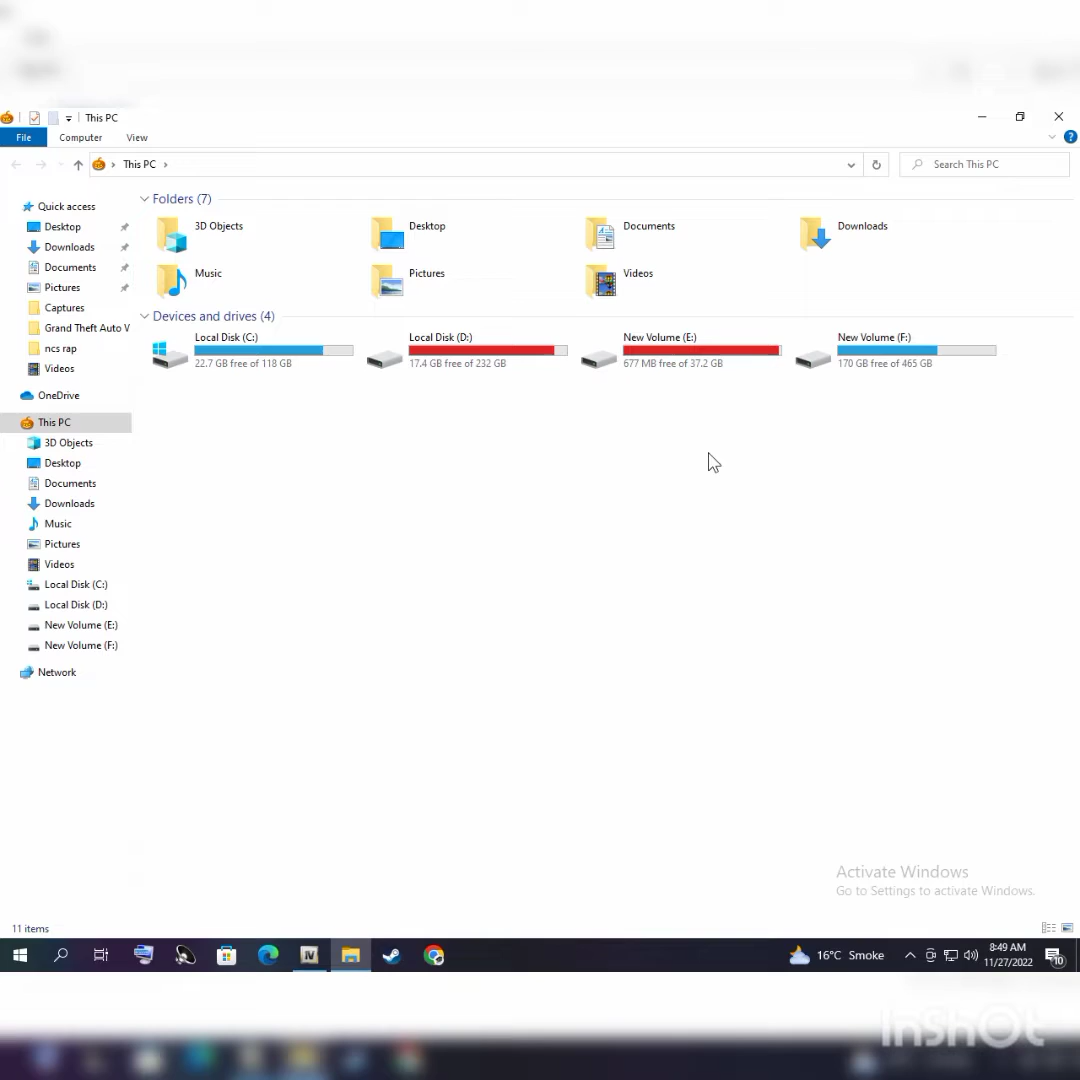 This PC
File
Computer
View
This PC
Search This PC
Quick access
Desktop
Downloads
Documents
Pictures
Captures
Grand Theft Auto V
ncs rap
Videos
OneDrive
This PC
3D Objects
Desktop
Documents
Downloads
Music
Pictures
Videos
Local Disk (C:)
Local Disk (D:)
New Volume (E:)
New Volume (F:)
Network
Folders (7)
3D Objects
Desktop
Documents
Downloads
Music
Pictures
Videos
Devices and drives (4)
Local Disk (C:)
22.7 GB free of 118 GB
Local Disk (D:)
17.4 GB free of 232 GB
New Volume (E:)
677 MB free of 37.2 GB
New Volume (F:)
170 GB free of 465 GB
Activate Windows
Go to Settings to activate Windows.
11 items
IV
16°C Smoke
8:49 AM
11/27/2022
10
InShOt